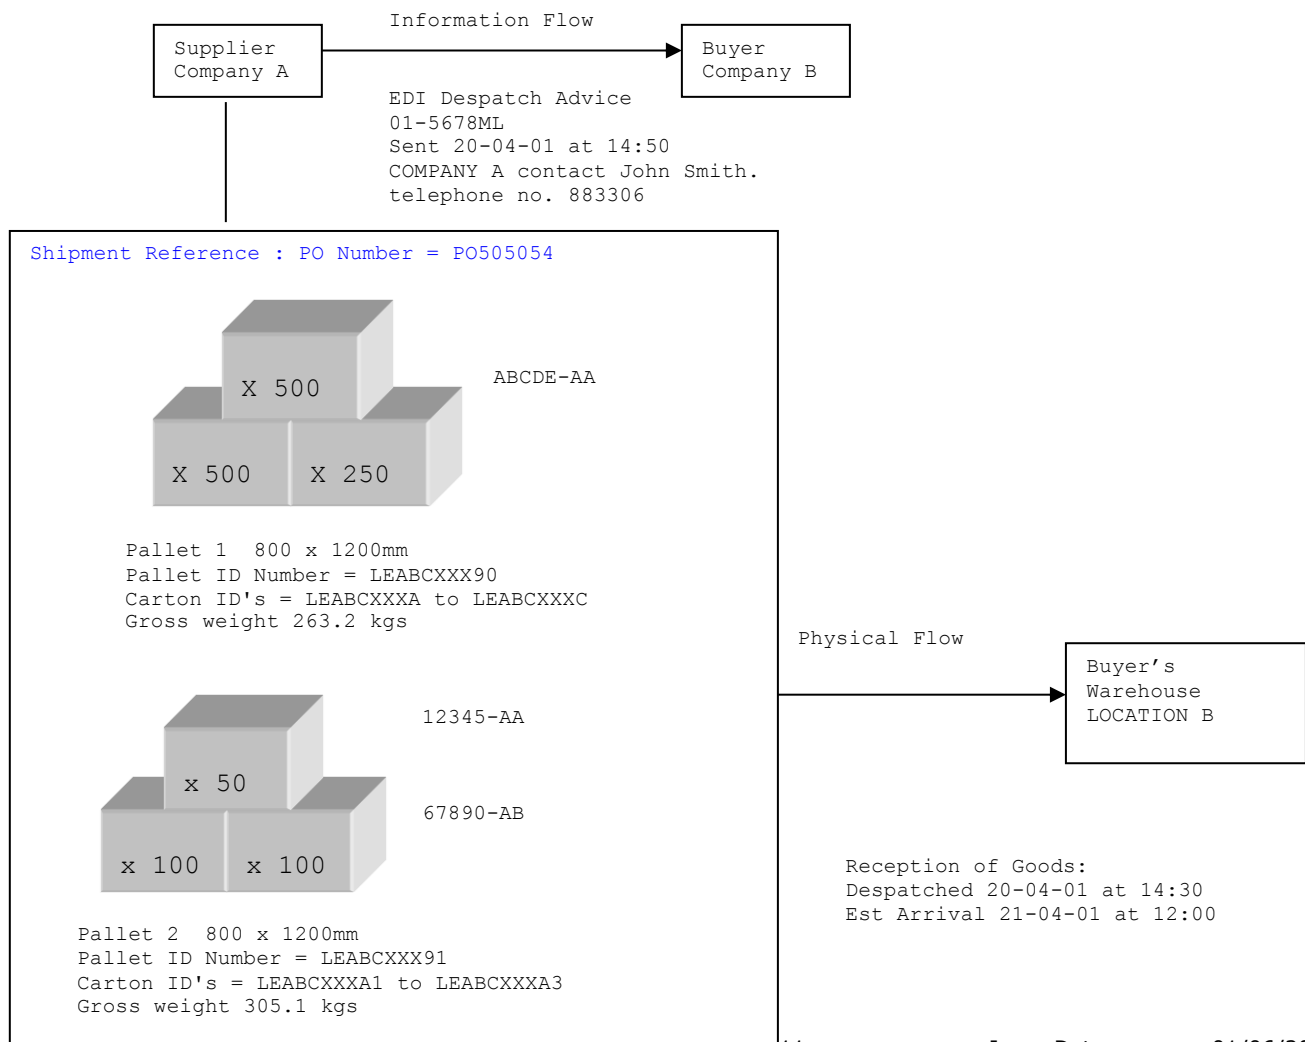 Information Flow
Supplier
Company A
Buyer
Company B
EDI Despatch Advice
01-5678ML
Sent 20-04-01 at 14:50
COMPANY A contact John Smith.
telephone no. 883306
Shipment Reference : PO Number = PO505054
X 500
ABCDE-AA
X 500
X 250
Pallet 1  800 x 1200mm
Pallet ID Number = LEABCXXX90
Carton ID's = LEABCXXXA to LEABCXXXC
Gross weight 263.2 kgs
Physical Flow
Buyer’s
Warehouse
LOCATION B
12345-AA
x 50
67890-AB
x 100
x 100
Reception of Goods:
Despatched 20-04-01 at 14:30
Est Arrival 21-04-01 at 12:00
Pallet 2  800 x 1200mm
Pallet ID Number = LEABCXXX91
Carton ID's = LEABCXXXA1 to LEABCXXXA3
Gross weight 305.1 kgs